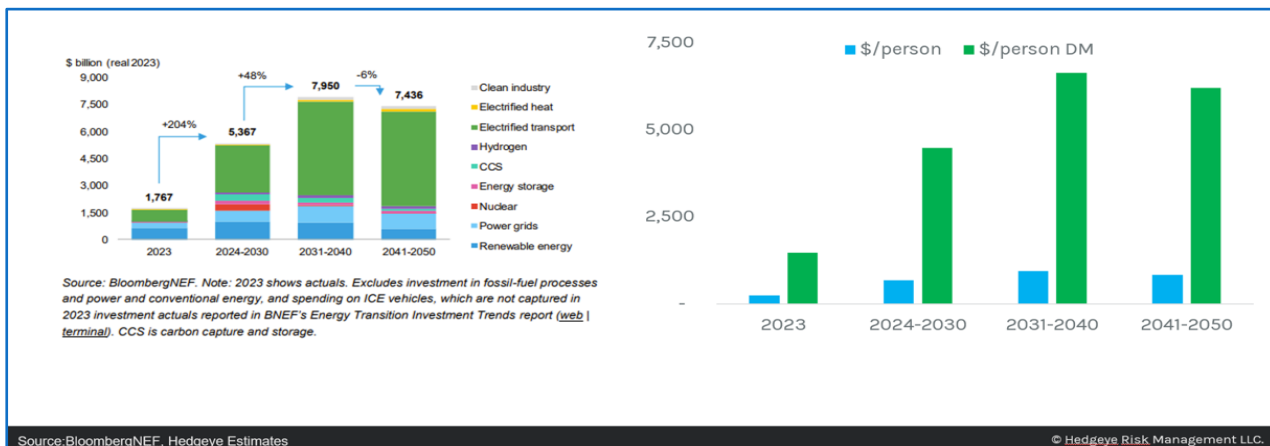 $ billion (real 2023)
9,000
7,500
6,000
4,500
3,000
1,500
0
+204%
+48%
-6%
1,767
5,367
7,950
7,436
2023
2024-2030
2031-2040
2041-2050
Clean industry
Electrified heat
Electrified transport
Hydrogen
CCS
Energy storage
Nuclear
Power grids
Renewable energy
Source: BloombergNEF. Note: 2023 shows actuals. Excludes investment in fossil-fuel processes
and power and conventional energy, and spending on ICE vehicles, which are not captured in
2023 investment actuals reported in BNEF's Energy Transition Investment Trends report (web |
terminal). CCS is carbon capture and storage.
7,500
5,000
2,500
-
$/person
$/person DM
2023
2024-2030
2031-2040
2041-2050
Source:BloombergNEF, Hedgeye Estimates
© Hedgeye Risk Management LLC.